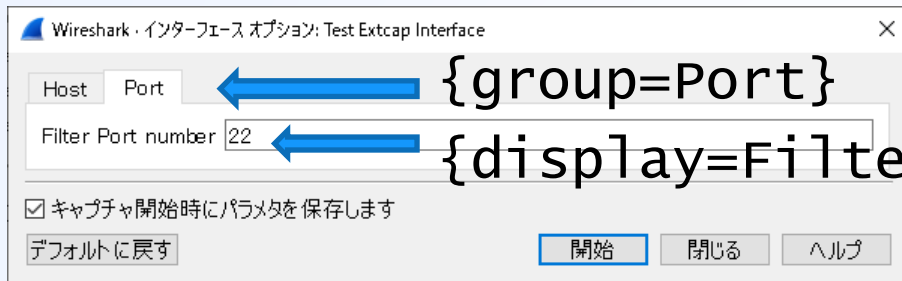 Wireshark · インターフェース オプション: Test Extcap Interface
Host Port
{group=Port}
Filter Port number 22
{display=Filte
キャプチャ開始時にパラメタを保存します
デフォルトに戻す 開始 閉じる ヘルプ